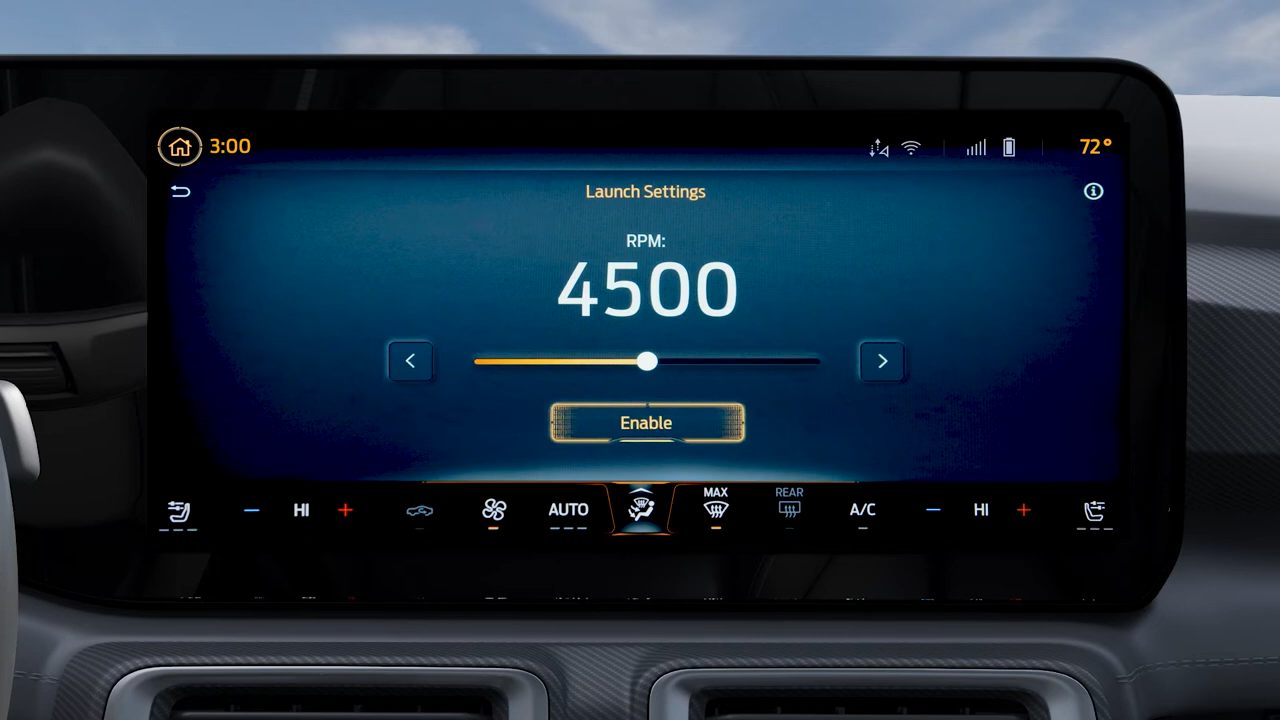 3:00
72°
Launch Settings
RPM:
4500
Enable
HI
AUTO
MAX
REAR
A/C
HI